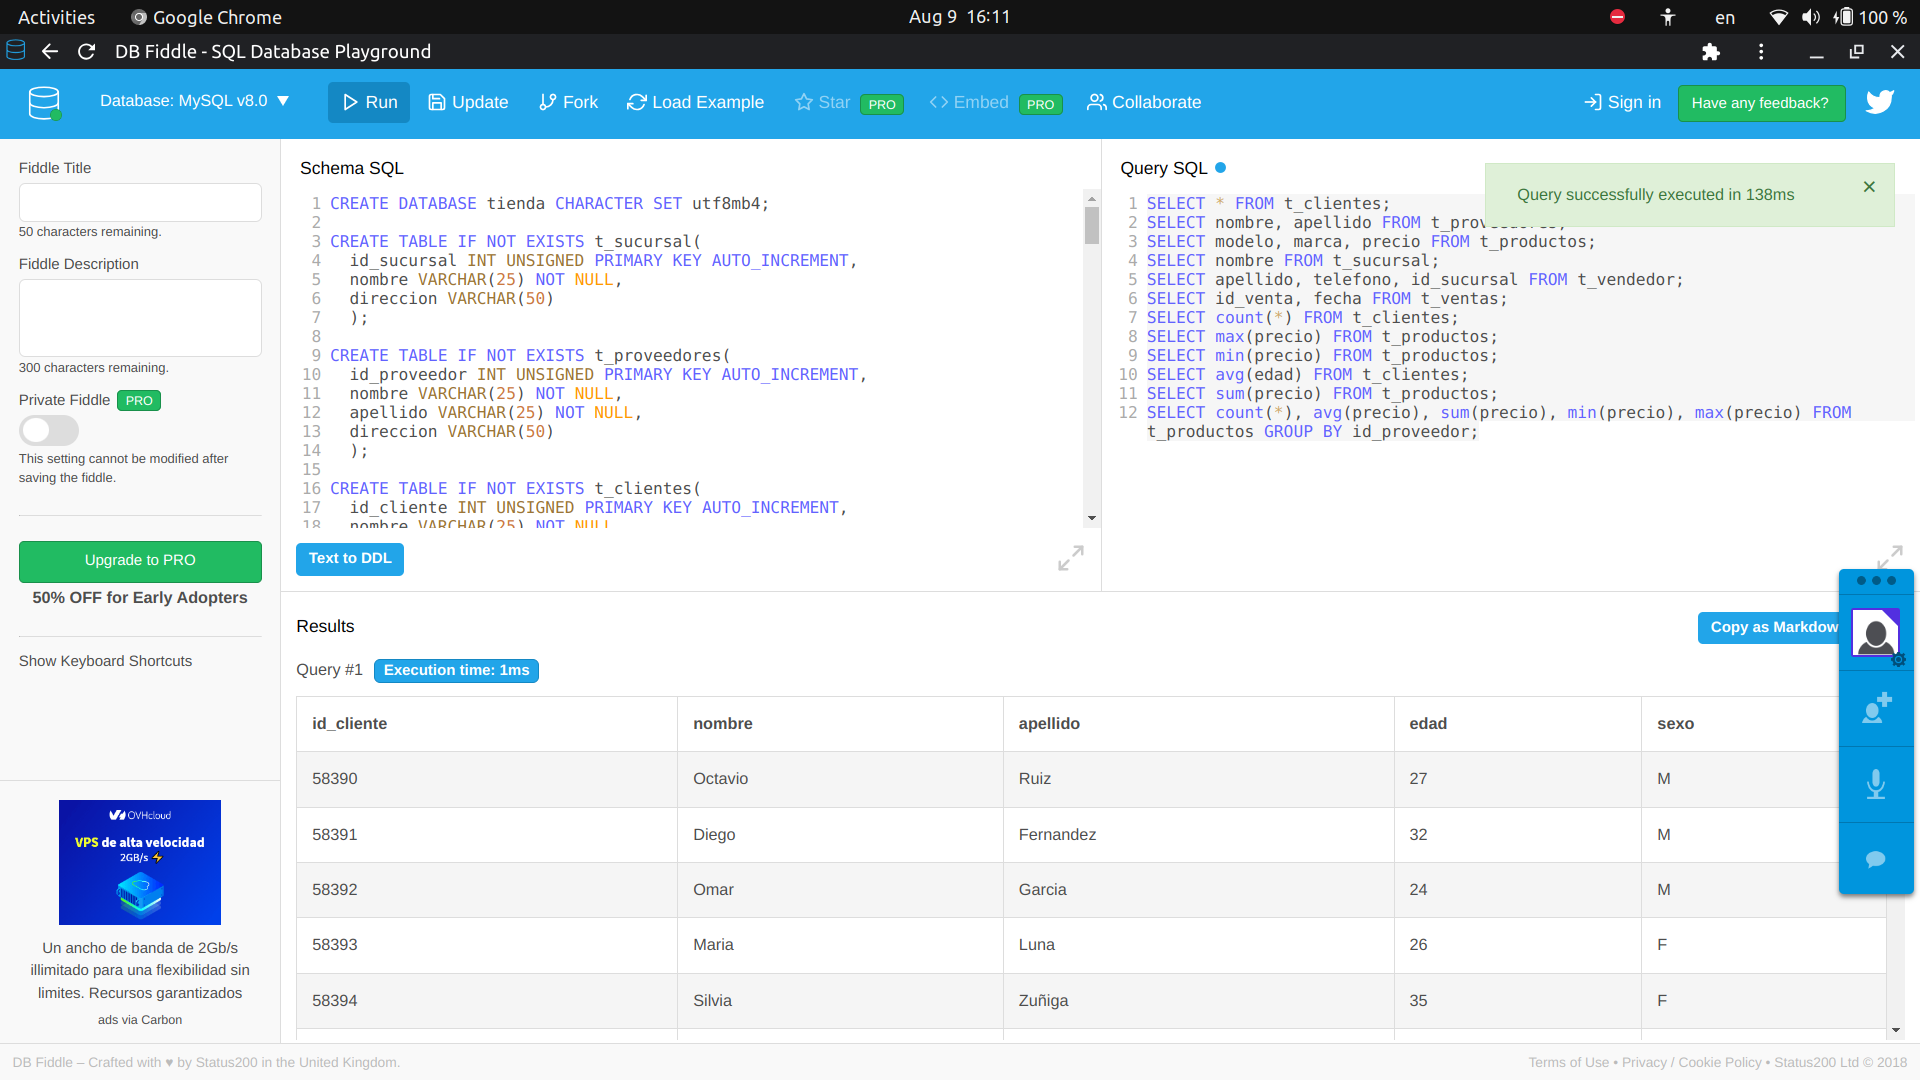 Activities
Google Chrome
Aug 9 16:11
en
100 %
DB Fiddle - SQL Database Playground
Database: MySQL v8.0 ▼
Run
Update
Fork
Load Example
Star PRO
Embed PRO
Collaborate
Sign in
Have any feedback?
Fiddle Title
50 characters remaining.
Fiddle Description
300 characters remaining.
Private Fiddle PRO
This setting cannot be modified after
saving the fiddle.
Upgrade to PRO
50% OFF for Early Adopters
Show Keyboard Shortcuts
OVHcloud
VPS de alta velocidad
2GB/s
Un ancho de banda de 2Gb/s
illimitado para una flexibilidad sin
limites. Recursos garantizados
ads via Carbon
Schema SQL
1 CREATE DATABASE tienda CHARACTER SET utf8mb4;
2
3 CREATE TABLE IF NOT EXISTS t_sucursal(
4 id_sucursal INT UNSIGNED PRIMARY KEY AUTO_INCREMENT,
5 nombre VARCHAR(25) NOT NULL,
6 direccion VARCHAR(50)
7 );
8
9 CREATE TABLE IF NOT EXISTS t_proveedores(
10 id_proveedor INT UNSIGNED PRIMARY KEY AUTO_INCREMENT,
11 nombre VARCHAR(25) NOT NULL,
12 apellido VARCHAR(25) NOT NULL,
13 direccion VARCHAR(50)
14 );
15
16 CREATE TABLE IF NOT EXISTS t_clientes(
17 id_cliente INT UNSIGNED PRIMARY KEY AUTO_INCREMENT,
18 nombre VARCHAR(25) NOT NULL
Text to DDL
Query SQL
Query successfully executed in 138ms
1 SELECT * FROM t_clientes;
2 SELECT nombre, apellido FROM t_proveedores;
3 SELECT modelo, marca, precio FROM t_productos;
4 SELECT nombre FROM t_sucursal;
5 SELECT apellido, telefono, id_sucursal FROM t_vendedor;
6 SELECT id_venta, fecha FROM t_ventas;
7 SELECT count(*) FROM t_clientes;
8 SELECT max(precio) FROM t_productos;
9 SELECT min(precio) FROM t_productos;
10 SELECT avg(edad) FROM t_clientes;
11 SELECT sum(precio) FROM t_productos;
12 SELECT count(*), avg(precio), sum(precio), min(precio), max(precio) FROM
t_productos GROUP BY id_proveedor;
Results
Copy as Markdow
Query #1 Execution time: 1ms
id_cliente nombre apellido edad sexo
58390 Octavio Ruiz 27 M
58391 Diego Fernandez 32 M
58392 Omar Garcia 24 M
58393 Maria Luna 26 F
58394 Silvia Zuñiga 35 F
DB Fiddle – Crafted with ♥ by Status200 in the United Kingdom.
Terms of Use • Privacy / Cookie Policy • Status200 Ltd © 2018